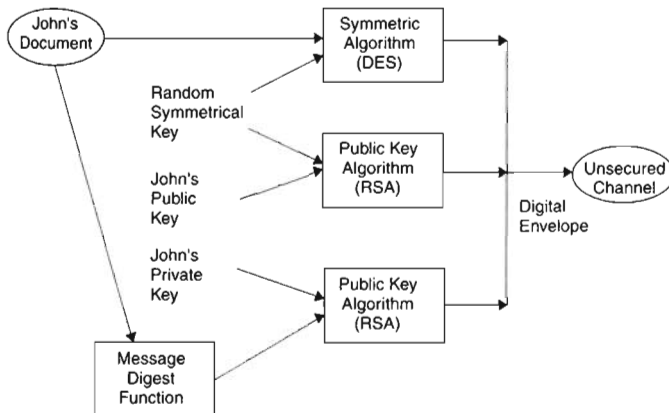 John's
Document
Symmetric
Algorithm
(DES)
Random
Symmetrical
Key
Public Key
Algorithm
(RSA)
Unsecured
Channel
John's
Public
Key
Digital
Envelope
John's
Private
Key
Public Key
Algorithm
(RSA)
Message
Digest
Function